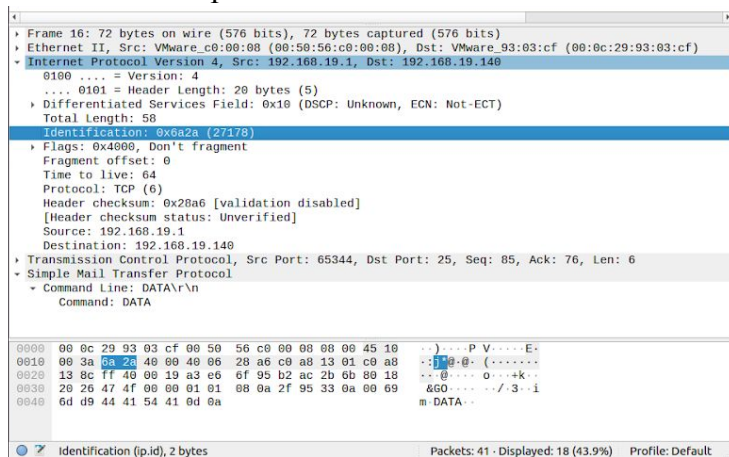 Frame 16: 72 bytes on wire (576 bits), 72 bytes captured (576 bits)
Ethernet II, Src: VMware_c0:00:08 (00:50:56:c0:00:08), Dst: VMware_93:03:cf (00:0c:29:93:03:cf)
Internet Protocol Version 4, Src: 192.168.19.1, Dst: 192.168.19.140
0100 .... = Version: 4
.... 0101 = Header Length: 20 bytes (5)
Differentiated Services Field: 0x10 (DSCP: Unknown, ECN: Not-ECT)
Total Length: 58
Identification: 0x6a2a (27178)
Flags: 0x4000, Don't fragment
Fragment offset: 0
Time to live: 64
Protocol: TCP (6)
Header checksum: 0x28a6 [validation disabled]
[Header checksum status: Unverified]
Source: 192.168.19.1
Destination: 192.168.19.140
Transmission Control Protocol, Src Port: 65344, Dst Port: 25, Seq: 85, Ack: 76, Len: 6
Simple Mail Transfer Protocol
Command Line: DATA\r\n
Command: DATA
0000 00 0c 29 93 03 cf 00 50 56 c0 00 08 08 00 45 10 ··)····P V·····E·
0010 00 3a 6a 2a 40 00 40 06 28 a6 c0 a8 13 01 c0 a8 ·:j*@·@· (·······
0020 13 8c ff 40 00 19 a3 e6 6f 95 b2 ac 2b 6b 80 18 ···@···· o···+k··
0030 20 26 47 4f 00 00 01 01 08 0a 2f 95 33 0a 00 69 &GO···· ··/·3··i
0040 6d d9 44 41 54 41 0d 0a m·DATA··
Identification (ip.id), 2 bytes Packets: 41 · Displayed: 18 (43.9%) Profile: Default